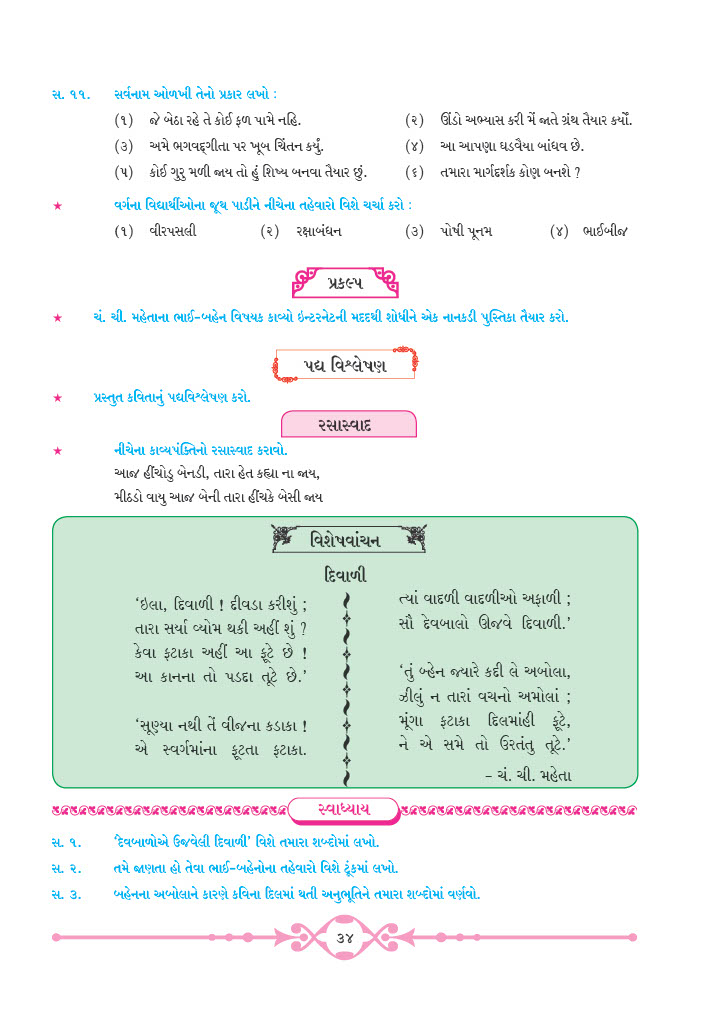 સ. ૧૧. સર્વનામ ઓળખી તેનો પ્રકાર લખો :
(૧) જે બેઠા રહે તે કોઈ ફળ પામે નહિ. (૨) ઊંડો અભ્યાસ કરી મેં જાતે ગ્રંથ તૈયાર કર્યો.
(૩) અમે ભગવદ્ગીતા પર ખૂબ ચિંતન કર્યું. (૪) આ આપણા ઘડવૈયા બાંધવ છે.
(૫) કોઈ ગુરુ મળી જાય તો હું શિષ્ય બનવા તૈયાર છું. (૬) તમારા માર્ગદર્શક કોણ બનશે ?
★ વર્ગના વિદ્યાર્થીઓના જૂથ પાડીને નીચેના તહેવારો વિશે ચર્ચા કરો :
(૧) વીરપસલી (૨) રક્ષાબંધન (૩) પોષી પૂનમ (૪) ભાઈબીજ
પ્રકલ્પ
★ ચં. ચી. મહેતાના ભાઈ-બહેન વિષયક કાવ્યો ઇન્ટરનેટની મદદથી શોધીને એક નાનકડી પુસ્તિકા તૈયાર કરો.
પદ્ય વિશ્લેષણ
★ પ્રસ્તુત કવિતાનું પદ્યવિશ્લેષણ કરો.
રસાસ્વાદ
★ નીચેના કાવ્યપંક્તિનો રસાસ્વાદ કરાવો.
આજ હીંચોડુ બેનડી, તારા હેત કહ્યા ના જાય,
મીઠડો વાયુ આજ બેની તારા હીંચકે બેસી જાય
વિશેષવાંચન
દિવાળી
‘ઇલા, દિવાળી ! દીવડા કરીશું ;
તારા સર્યા વ્યોમ થકી અહીં શું ?
કેવા ફટાકા અહીં આ ફૂટે છે !
આ કાનના તો પડદા તૂટે છે.’
‘સૂણ્યા નથી તેં વીજના કડાકા !
એ સ્વર્ગમાંના ફૂટતા ફટાકા.
ત્યાં વાદળી વાદળીઓ અફાળી ;
સૌ દેવબાલો ઊજવે દિવાળી.’
‘તું બ્હેન જ્યારે કદી લે અબોલા,
ઝીલું ન તારાં વચનો અમોલાં ;
મૂંગા ફટાકા દિલમાંહી ફૂટે,
ને એ સમે તો ઉરતંતુ તૂટે.’
– ચં. ચી. મહેતા
સ્વાધ્યાય
સ. ૧. ‘દેવબાળોએ ઉજવેલી દિવાળી’ વિશે તમારા શબ્દોમાં લખો.
સ. ૨. તમે જાણતા હો તેવા ભાઈ-બહેનોના તહેવારો વિશે ટૂંકમાં લખો.
સ. ૩. બહેનના અબોલાને કારણે કવિના દિલમાં થતી અનુભૂતિને તમારા શબ્દોમાં વર્ણવો.
૩૪